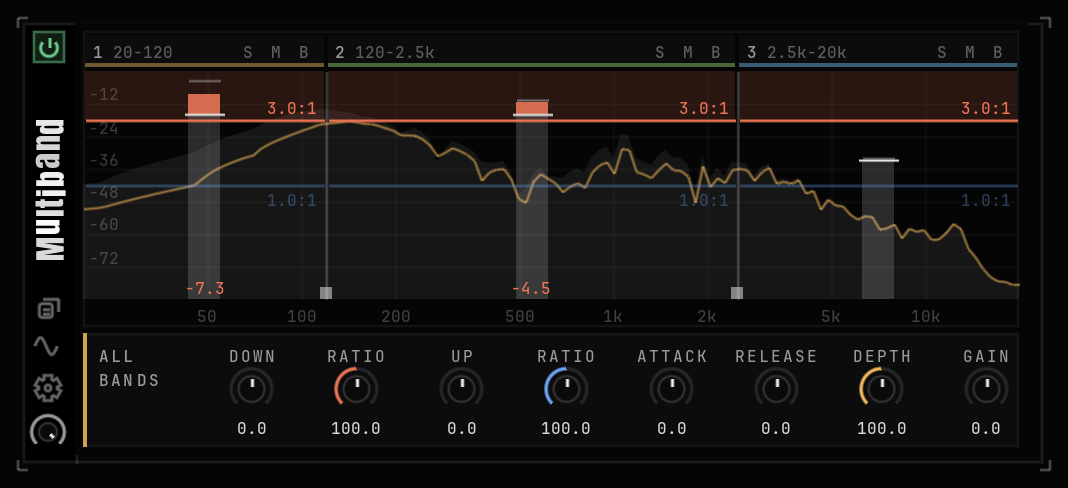 1 20-120 S M B 2 120-2.5k S M B 3 2.5k-20k S M B
-12
3.0:1 3.0:1 3.0:1
-24
-36
-48
1.0:1 1.0:1 1.0:1
-60
-72
-7.3 -4.5
50 100 200 500 1k 2k 5k 10k
Multiband
ALL BANDS
DOWN RATIO UP RATIO ATTACK RELEASE DEPTH GAIN
0.0 100.0 0.0 100.0 0.0 0.0 100.0 0.0